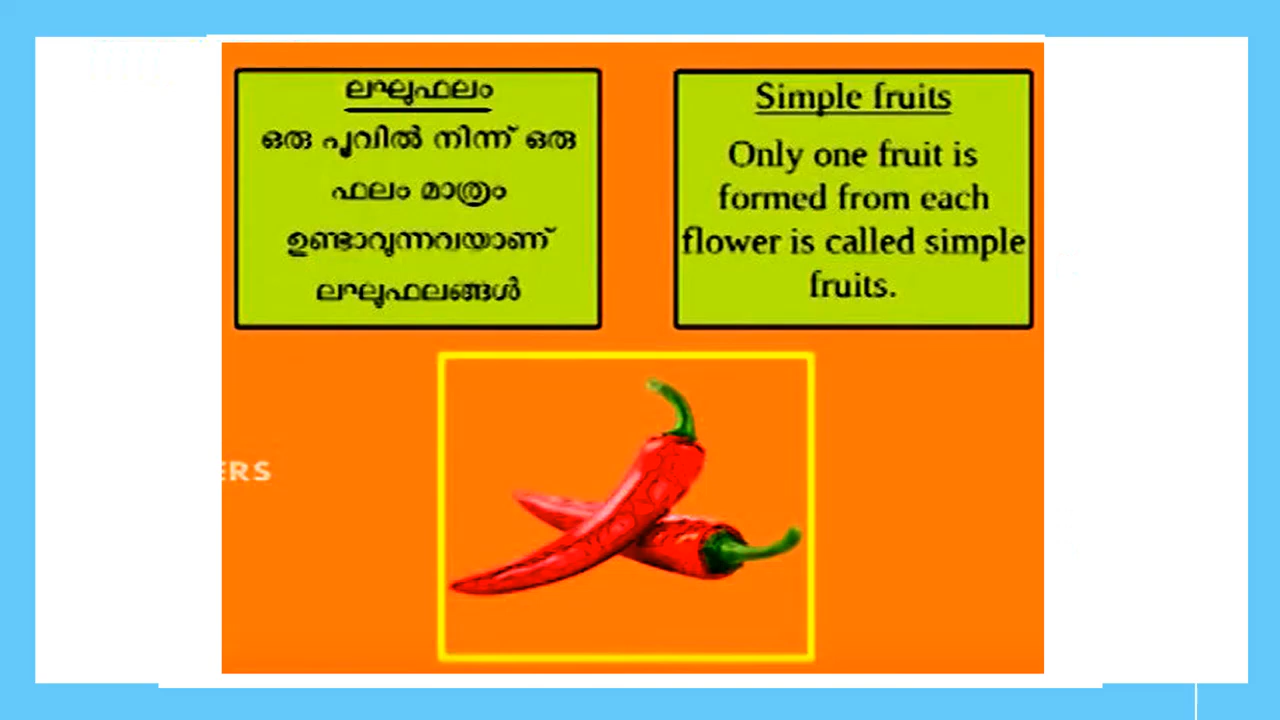 ലഘുഫലം
ഒരു പൂവിൽ നിന്ന് ഒരു
ഫലം മാത്രം
ഉണ്ടാവുന്നവയാണ്
ലഘുഫലങ്ങൾ
Simple fruits
Only one fruit is
formed from each
flower is called simple
fruits.
ERS